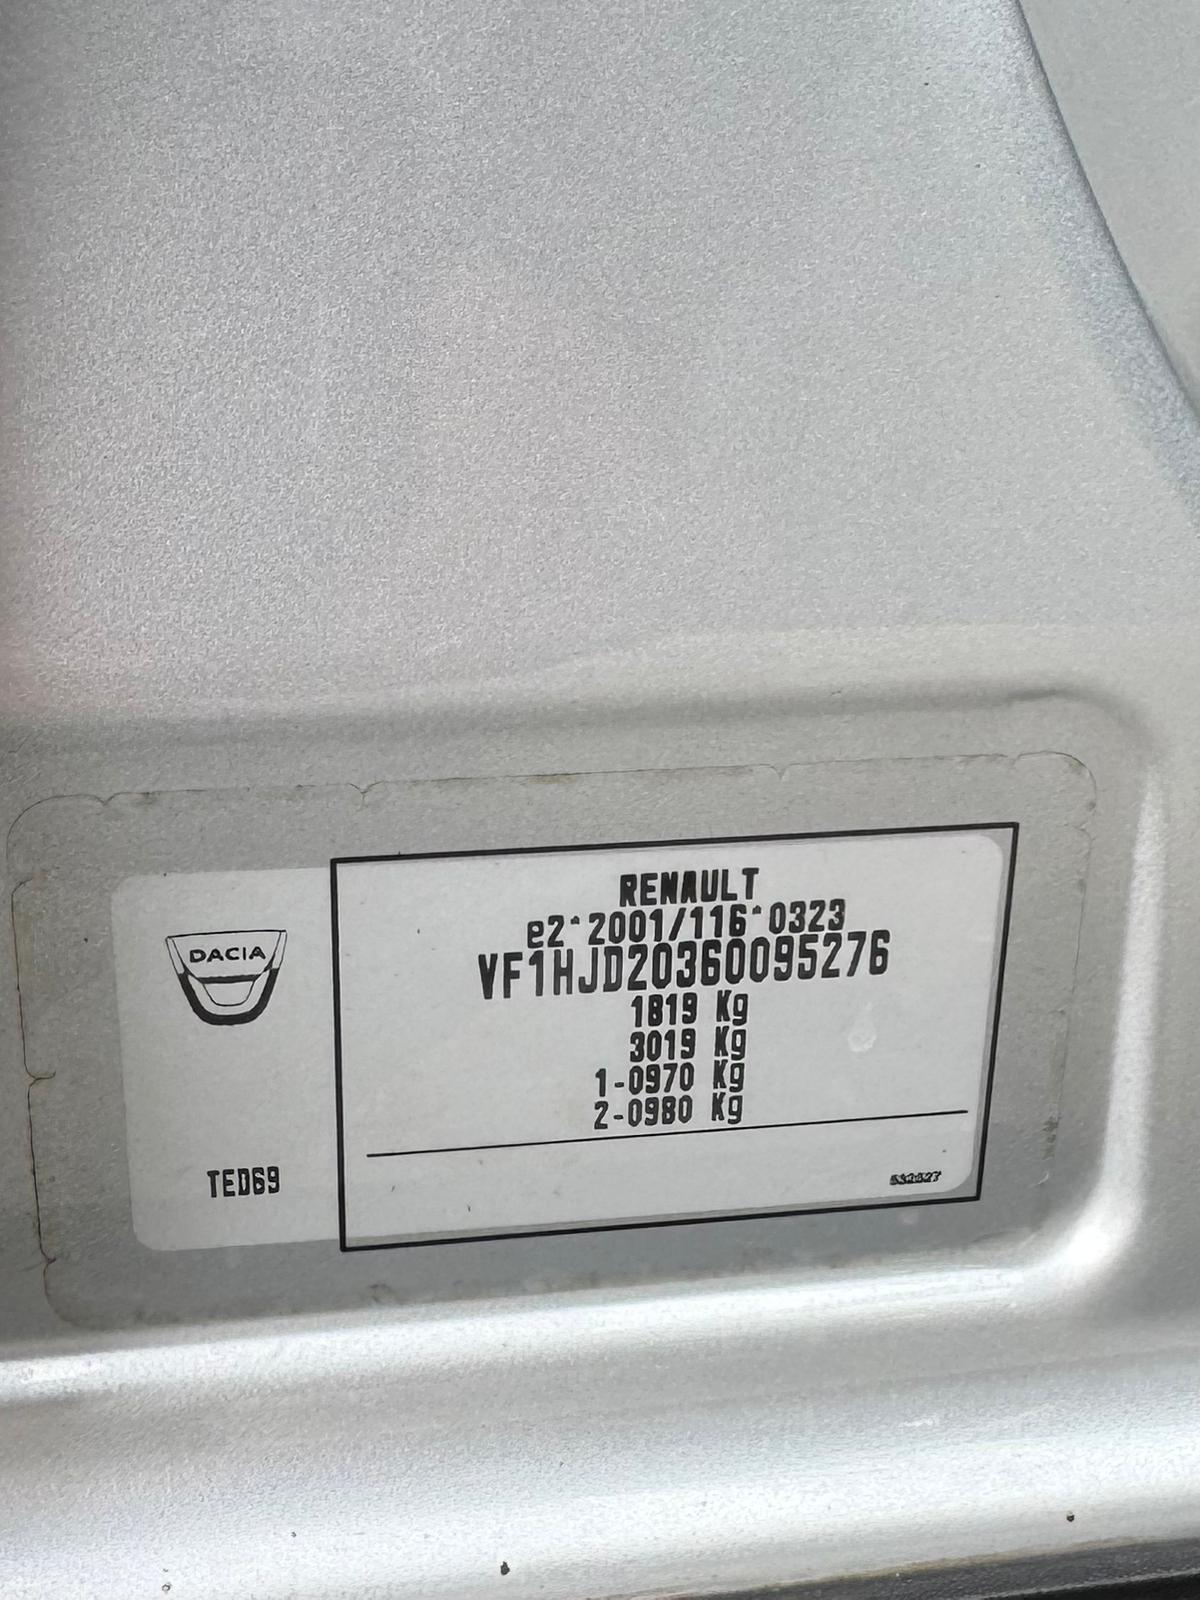 DACIA
RENAULT
e2*2001/116*0323
VF1HJD20360095276
1819 Kg
3019 Kg
1-0970 Kg
2-0980 Kg
TED69